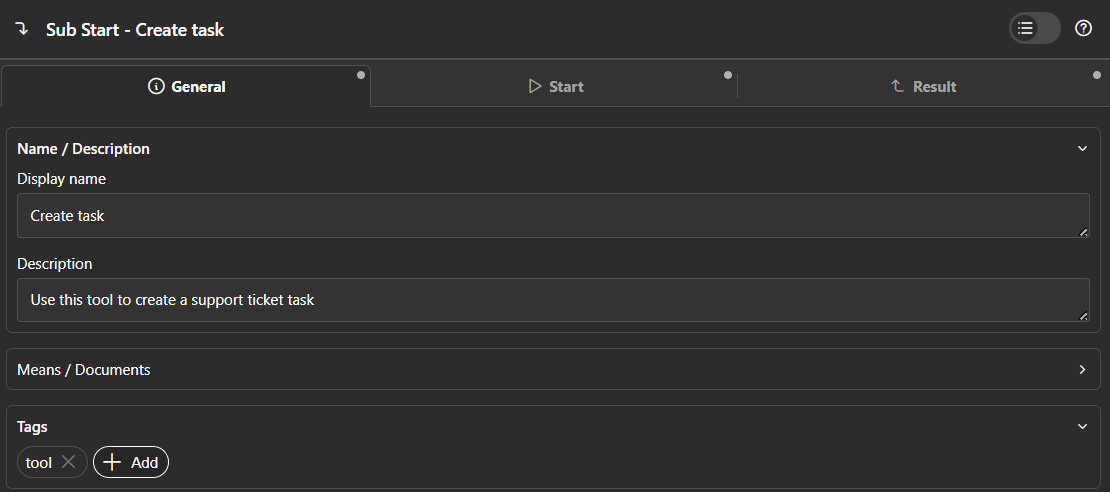 Sub Start - Create task
General
Start
Result
Name / Description
Display name
Create task
Description
Use this tool to create a support ticket task
Means / Documents
Tags
tool
Add